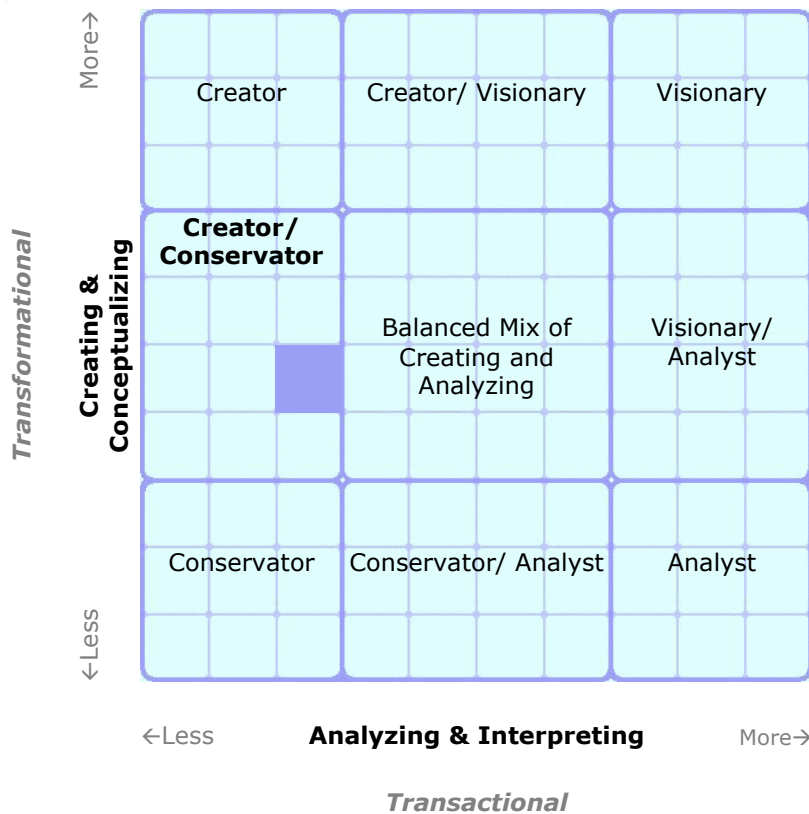 More→
Creator
Creator/ Visionary
Visionary
Transformational
Creating &
Conceptualizing
Creator/
Conservator
Balanced Mix of
Creating and
Analyzing
Visionary/
Analyst
Conservator
Conservator/ Analyst
Analyst
←Less
←Less
Analyzing & Interpreting
More→
Transactional